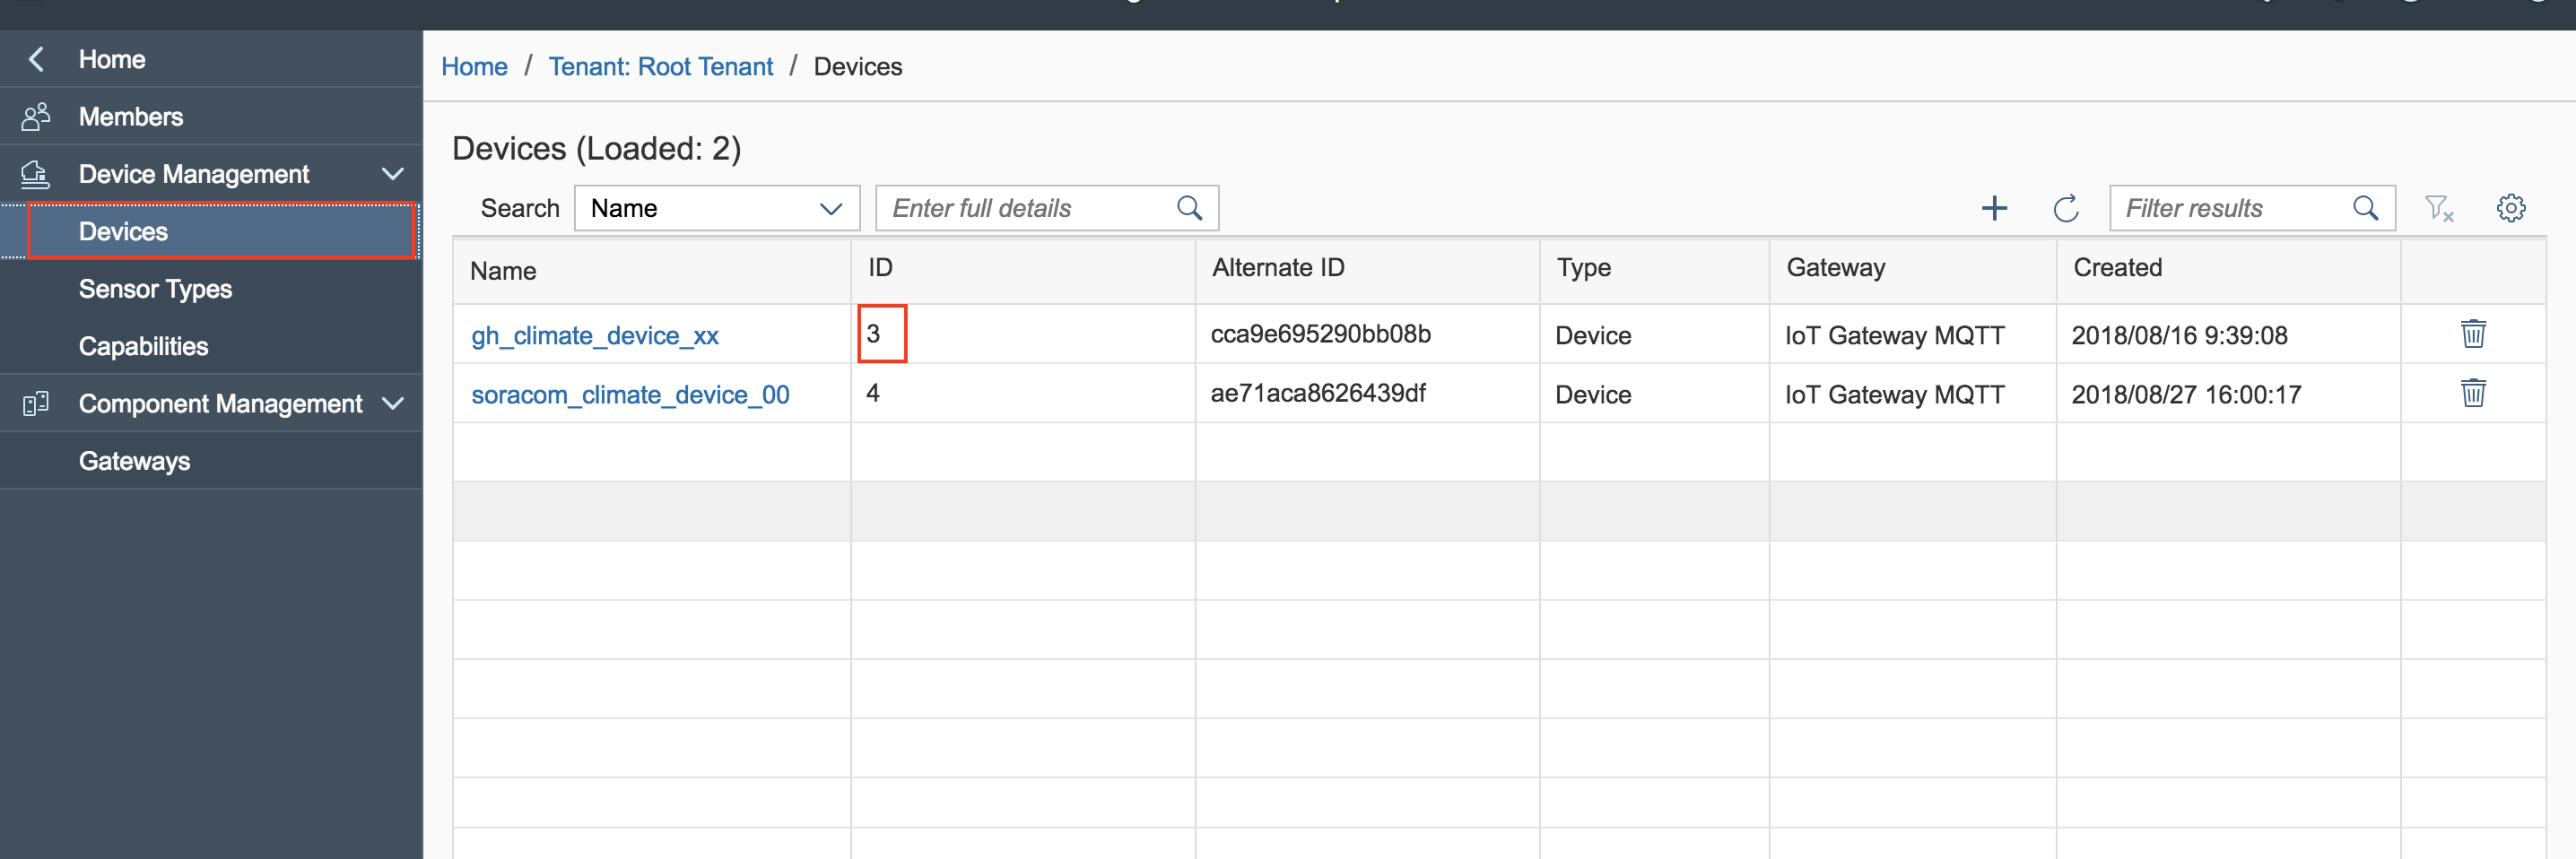 Home
Members
Device Management
Devices
Sensor Types
Capabilities
Component Management
Gateways
Home / Tenant: Root Tenant / Devices
Devices (Loaded: 2)
Search Name Enter full details Filter results
Name ID Alternate ID Type Gateway Created
gh_climate_device_xx 3 cca9e695290bb08b Device IoT Gateway MQTT 2018/08/16 9:39:08
soracom_climate_device_00 4 ae71aca8626439df Device IoT Gateway MQTT 2018/08/27 16:00:17